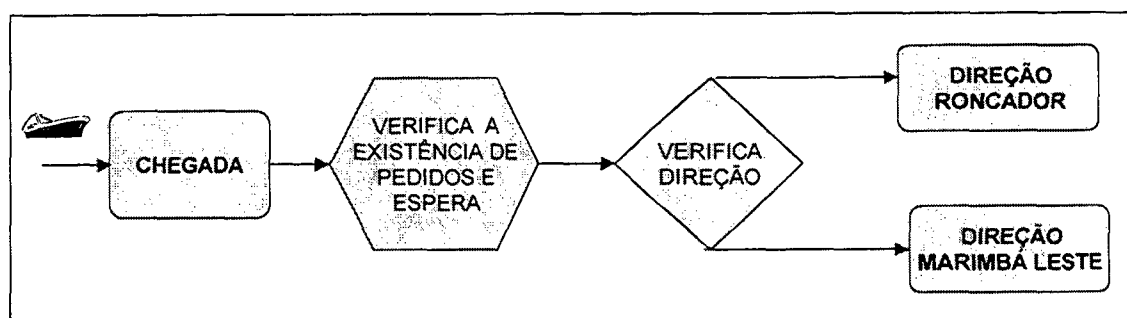 CHEGADA
VERIFICA A
EXISTÊNCIA DE
PEDIDOS E
ESPERA
VERIFICA
DIREÇÃO
DIREÇÃO
RONCADOR
DIREÇÃO
MARIMBÁ LESTE